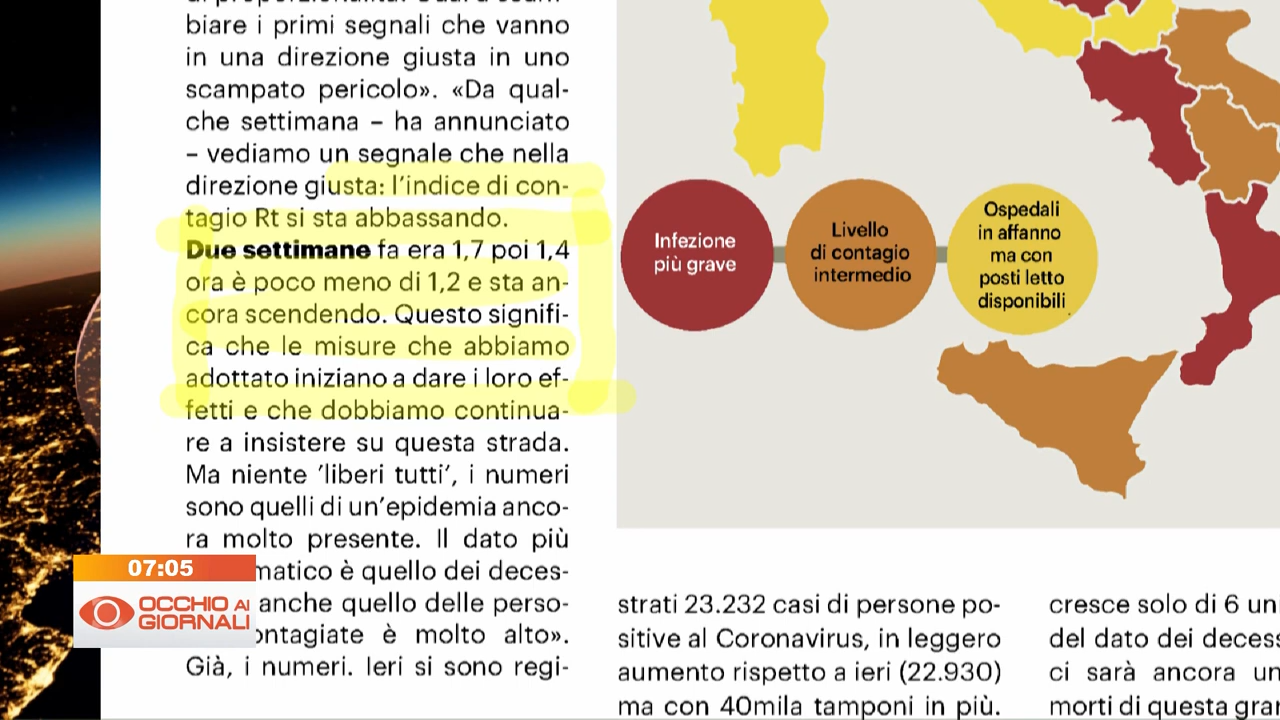 biare i primi segnali che vanno
in una direzione giusta in uno
scampato pericolo». «Da qual-
che settimana – ha annunciato
– vediamo un segnale che nella
direzione giusta: l'indice di con-
tagio Rt si sta abbassando.
Due settimane fa era 1,7 poi 1,4
ora è poco meno di 1,2 e sta an-
cora scendendo. Questo signifi-
ca che le misure che abbiamo
adottato iniziano a dare i loro ef-
fetti e che dobbiamo continua-
re a insistere su questa strada.
Ma niente 'liberi tutti', i numeri
sono quelli di un'epidemia anco-
ra molto presente. Il dato più
matico è quello dei deces-
anche quello delle perso-
ontagiate è molto alto».
Già, i numeri. Ieri si sono regi-
Infezione
più grave
Livello
di contagio
intermedio
Ospedali
in affanno
ma con
posti letto
disponibili
strati 23.232 casi di persone po-
sitive al Coronavirus, in leggero
aumento rispetto a ieri (22.930)
ma con 40mila tamponi in più.
cresce solo di 6 uni
del dato dei decess
ci sarà ancora un
morti di questa gran
07:05
OCCHIO AI
GIORNALI